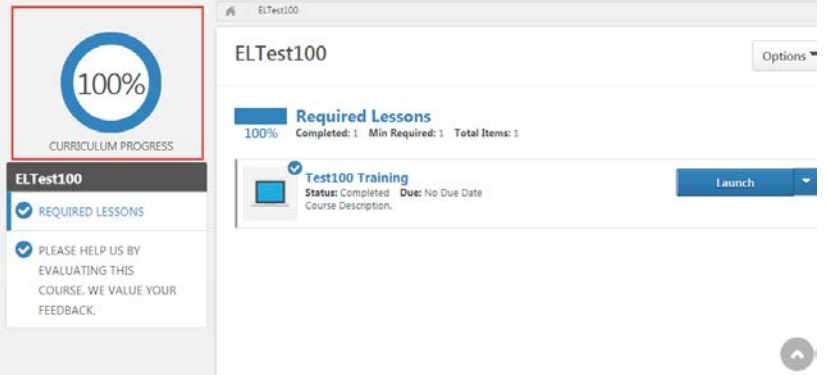 ELTest100
100%
CURRICULUM PROGRESS
ELTest100
REQUIRED LESSONS
PLEASE HELP US BY
EVALUATING THIS
COURSE. WE VALUE YOUR
FEEDBACK.
ELTest100
Options
Required Lessons
100%
Completed: 1 Min Required: 1 Total Items: 1
Test100 Training
Status: Completed Due: No Due Date
Course Description.
Launch